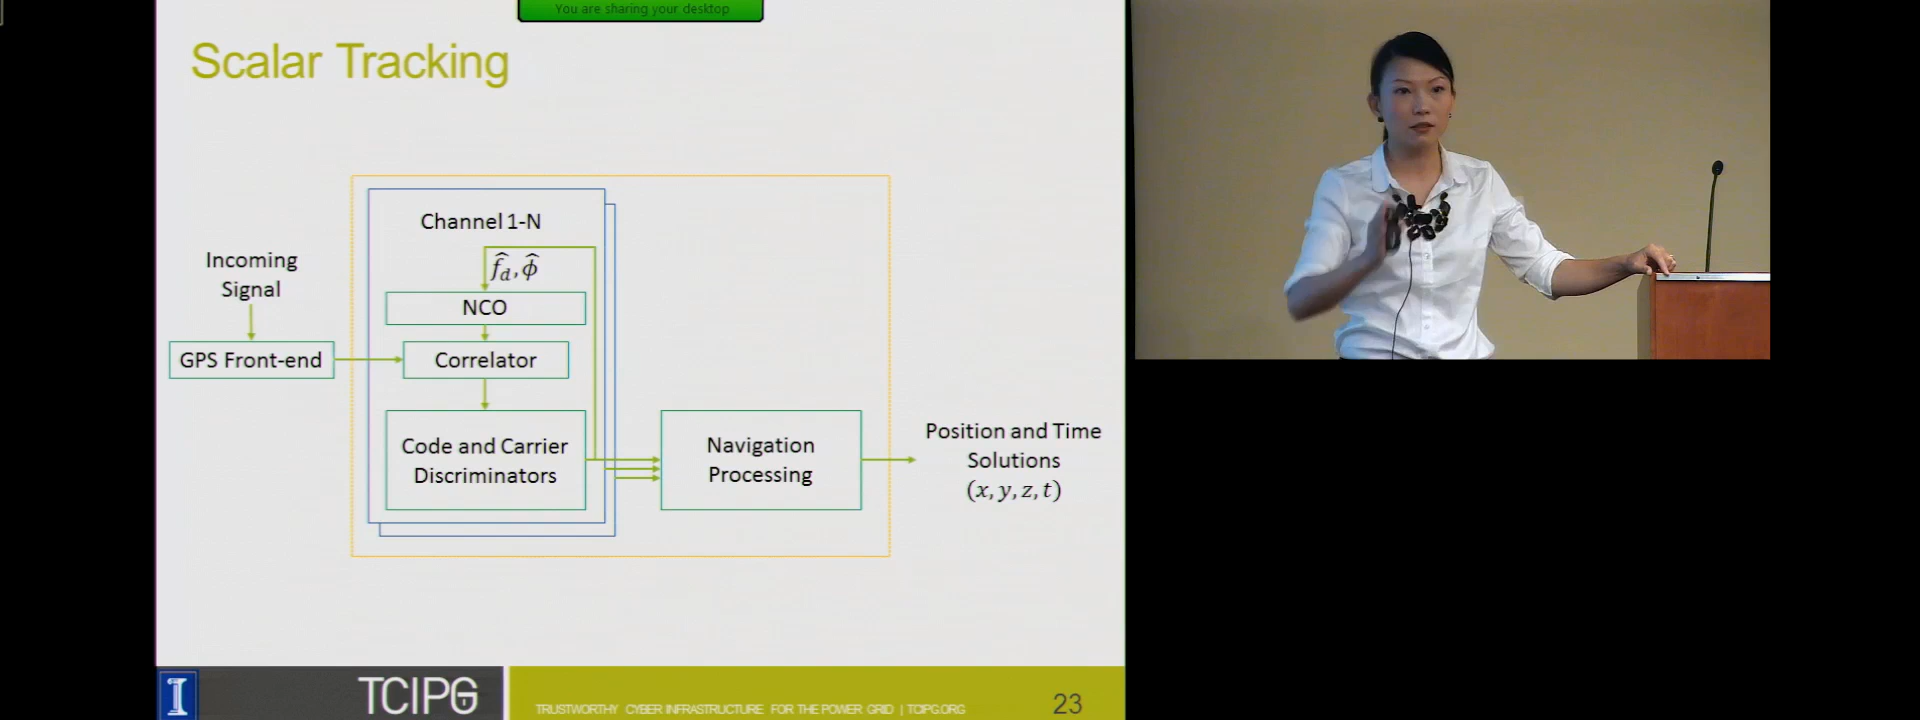 You are sharing your desktop
Scalar Tracking
Channel 1-N
Incoming
Signal
f̂_d, ϕ̂
NCO
GPS Front-end
Correlator
Code and Carrier
Discriminators
Navigation
Processing
Position and Time
Solutions
(x, y, z, t)
I
TCIPG
TRUSTWORTHY CYBER INFRASTRUCTURE FOR THE POWER GRID | TCIPG.ORG
23